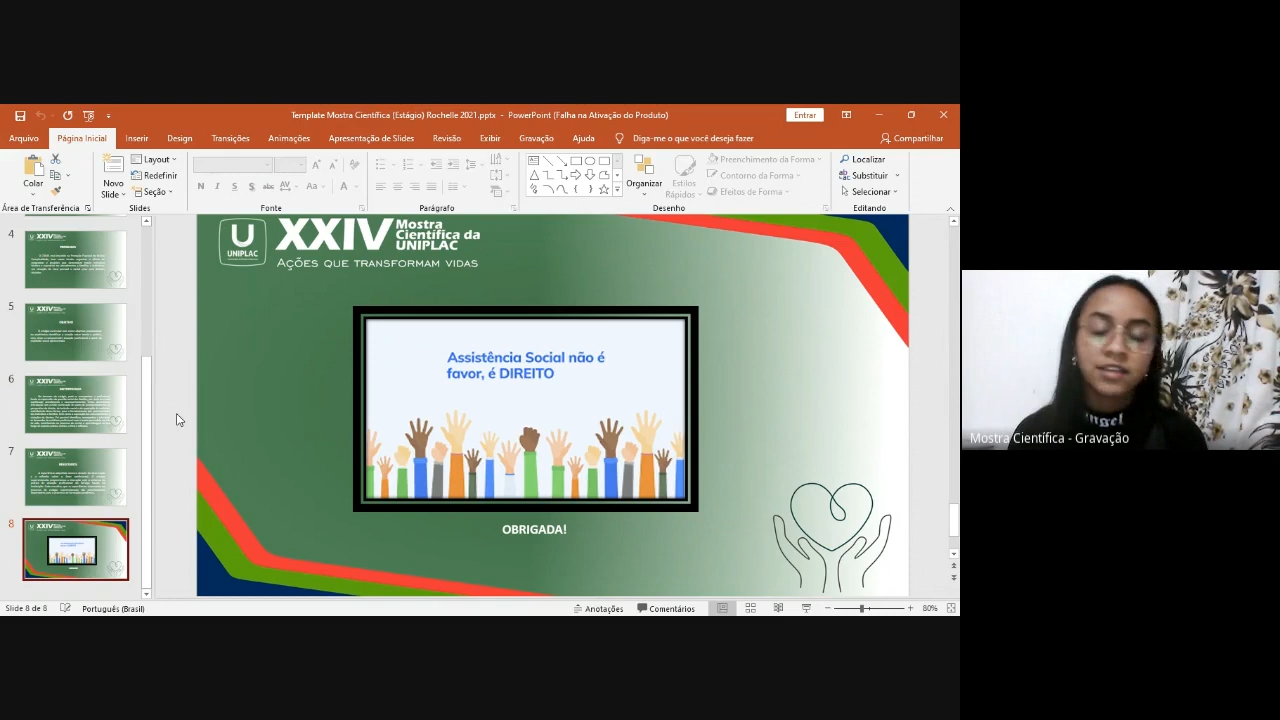 Template Mostra Científica (Estágio) Rochelle 2021.pptx - PowerPoint (Falha na Ativação do Produto)
Entrar
Arquivo Página Inicial Inserir Design Transições Animações Apresentação de Slides Revisão Exibir Gravação Ajuda Diga-me o que você deseja fazer
Compartilhar
Colar
Novo
Slide
Layout
Redefinir
Seção
N I S S abc AV Aa A
Organizar
Estilos
Rápidos
Preenchimento da Forma
Contorno da Forma
Efeitos de Forma
Localizar
Substituir
Selecionar
Área de Transferência Slides Fonte Parágrafo Desenho Editando
4
5
6
7
8
U
UNIPLAC
XXIV Mostra
Científica da
UNIPLAC
AÇÕES QUE TRANSFORMAM VIDAS
Assistência Social não é
favor, é DIREITO
OBRIGADA!
Mostra Científica - Gravação
Slide 8 de 8
Português (Brasil)
Anotações
Comentários
80%